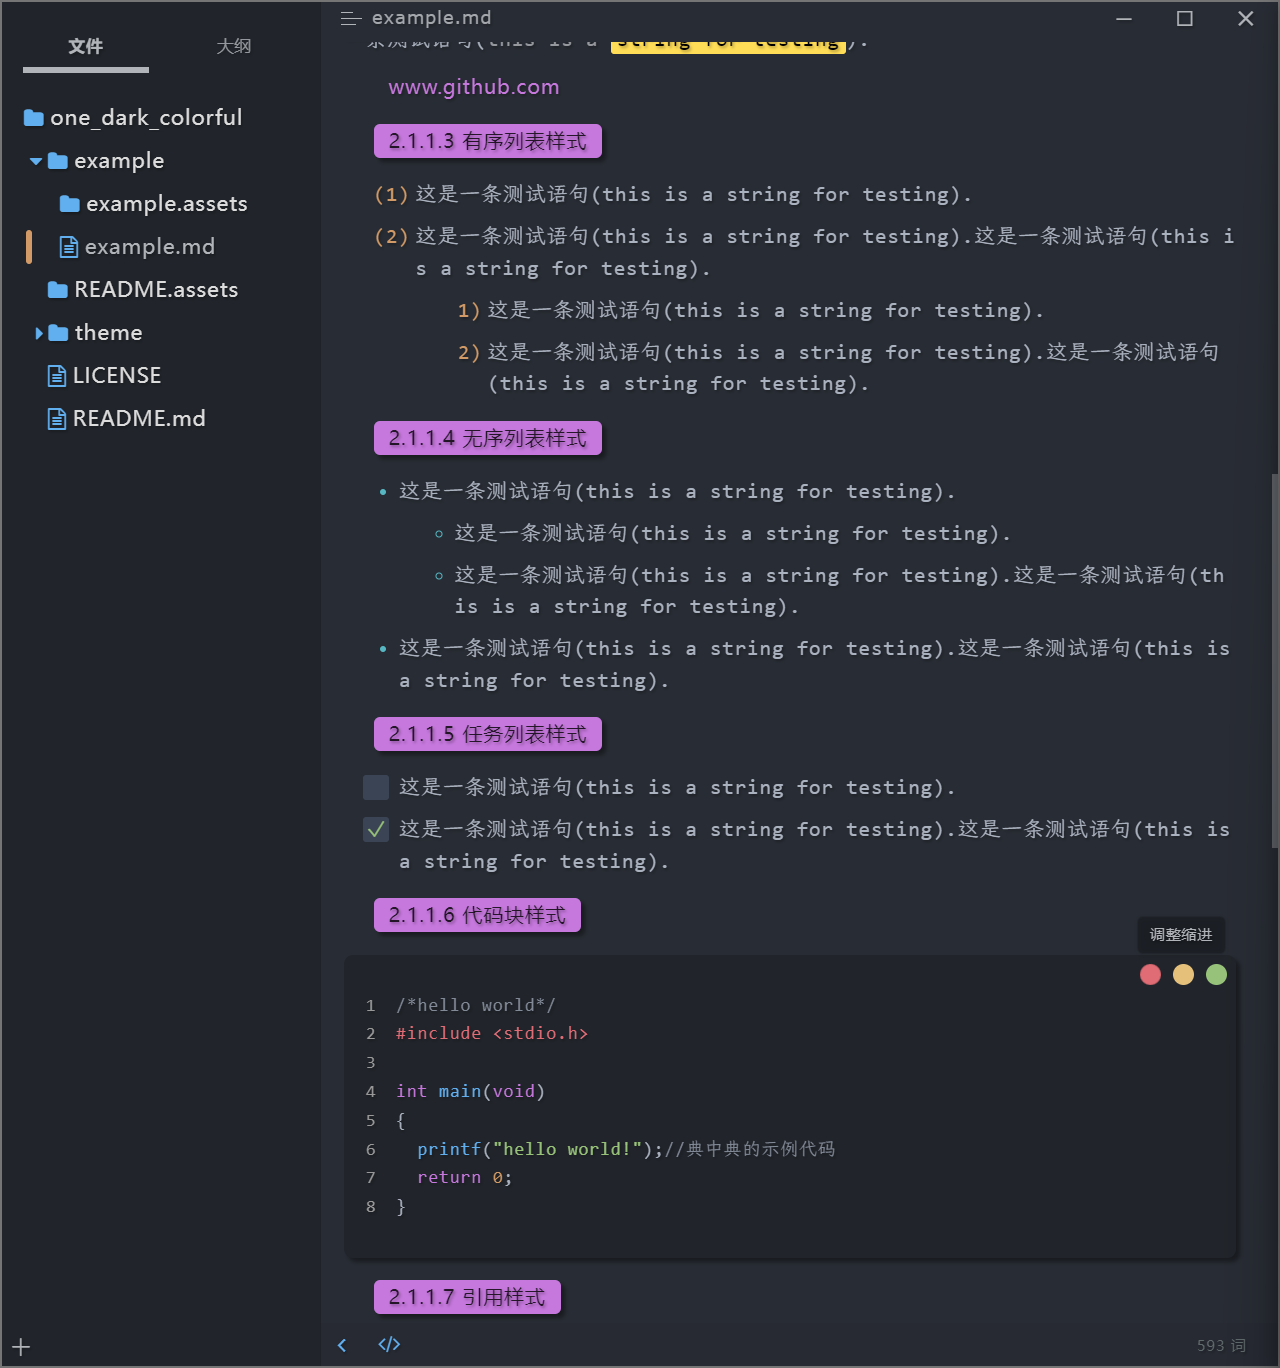 文件
大纲
one_dark_colorful
example
example.assets
example.md
README.assets
theme
LICENSE
README.md
example.md
条测试语句(this is a string for testing).
www.github.com
2.1.1.3 有序列表样式
(1) 这是一条测试语句(this is a string for testing).
(2) 这是一条测试语句(this is a string for testing).这是一条测试语句(this i
s a string for testing).
1) 这是一条测试语句(this is a string for testing).
2) 这是一条测试语句(this is a string for testing).这是一条测试语句
(this is a string for testing).
2.1.1.4 无序列表样式
• 这是一条测试语句(this is a string for testing).
◦ 这是一条测试语句(this is a string for testing).
◦ 这是一条测试语句(this is a string for testing).这是一条测试语句(th
is is a string for testing).
• 这是一条测试语句(this is a string for testing).这是一条测试语句(this is
a string for testing).
2.1.1.5 任务列表样式
这是一条测试语句(this is a string for testing).
这是一条测试语句(this is a string for testing).这是一条测试语句(this is
a string for testing).
2.1.1.6 代码块样式
调整缩进
1 /*hello world*/
2 #include <stdio.h>
3
4 int main(void)
5 {
6 printf("hello world!");//典中典的示例代码
7 return 0;
8 }
2.1.1.7 引用样式
593 词